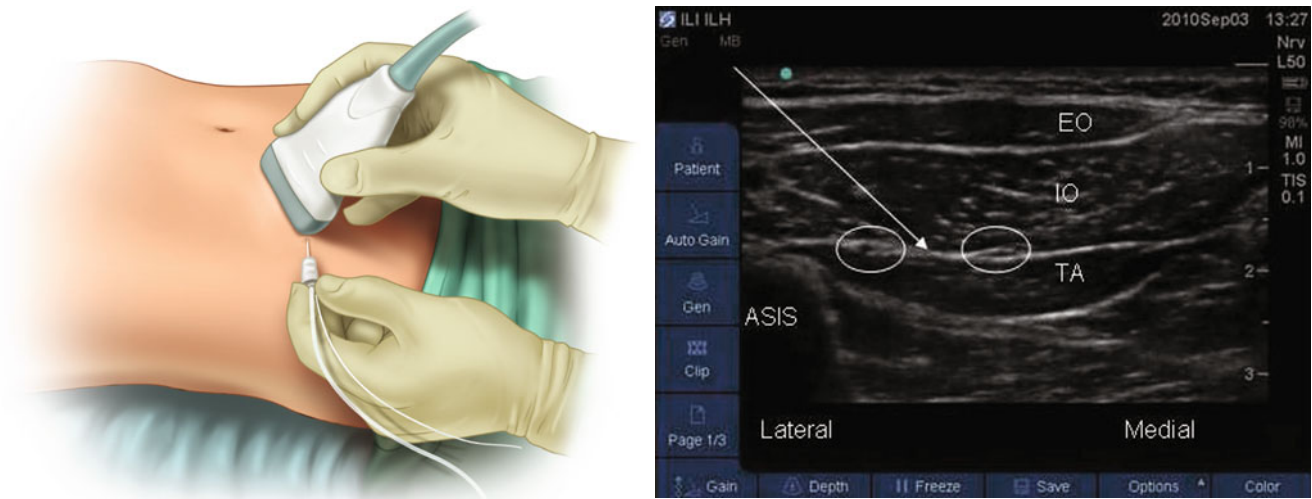 ILI ILH
2010Sep03 13:27
Gen MB
Nrv
L50
98%
MI
1.0
TIS
0.1
EO
IO
TA
ASIS
1
2
3
Patient
Auto Gain
Gen
Clip
Page 1/3
Lateral
Medial
Gain
Depth
Freeze
Save
Options
Color